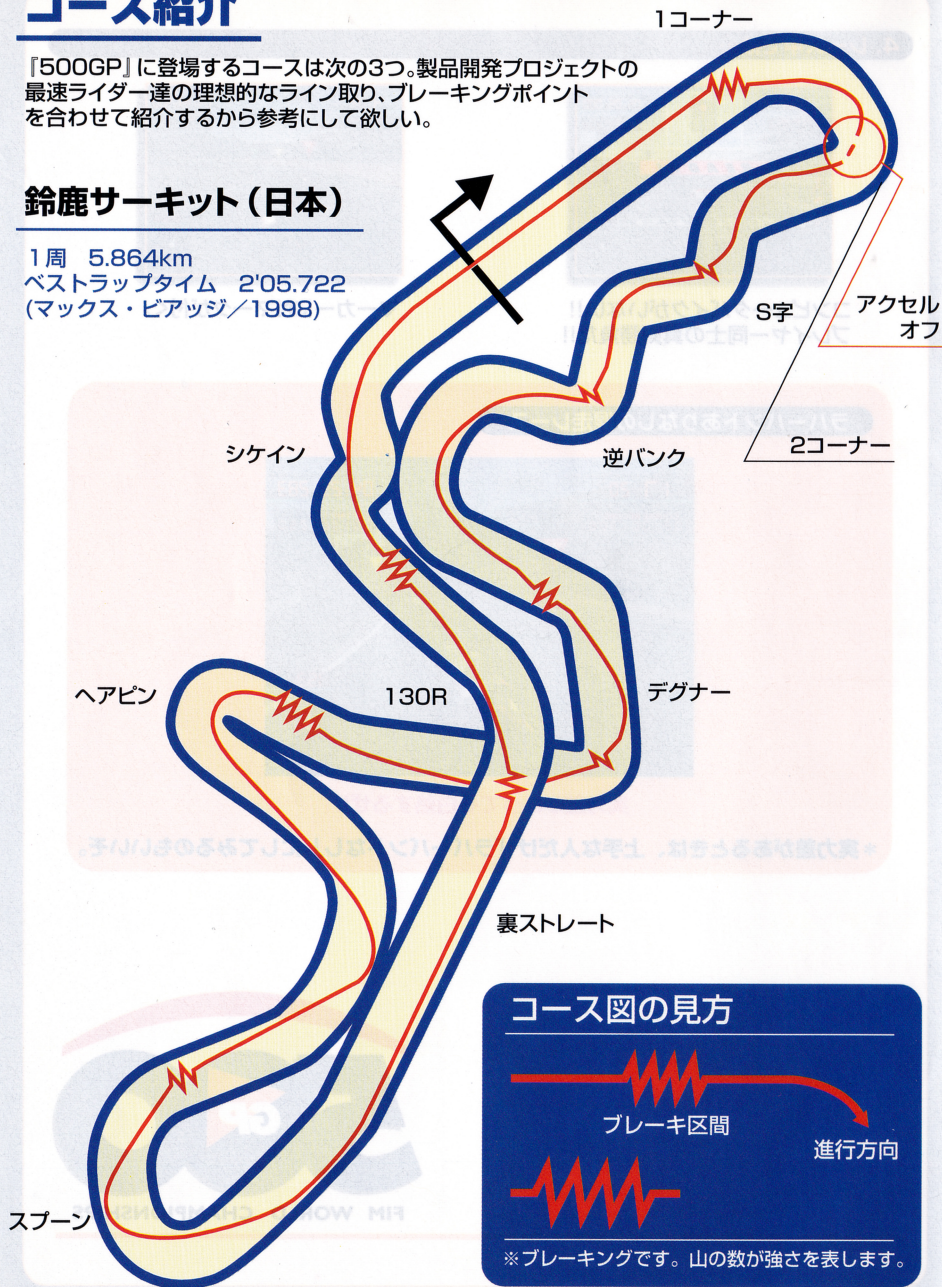 コース紹介
『500GP』に登場するコースは次の3つ。製品開発プロジェクトの
最速ライダー達の理想的なライン取り、ブレーキングポイント
を合わせて紹介するから参考にして欲しい。
鈴鹿サーキット（日本）
1周　5.864km
ベストラップタイム　2'05.722
(マックス・ビアッジ／1998)
1コーナー
アクセル
オフ
2コーナー
S字
逆バンク
シケイン
デグナー
130R
ヘアピン
裏ストレート
スプーン
コース図の見方
ブレーキ区間
進行方向
※ブレーキングです。山の数が強さを表します。